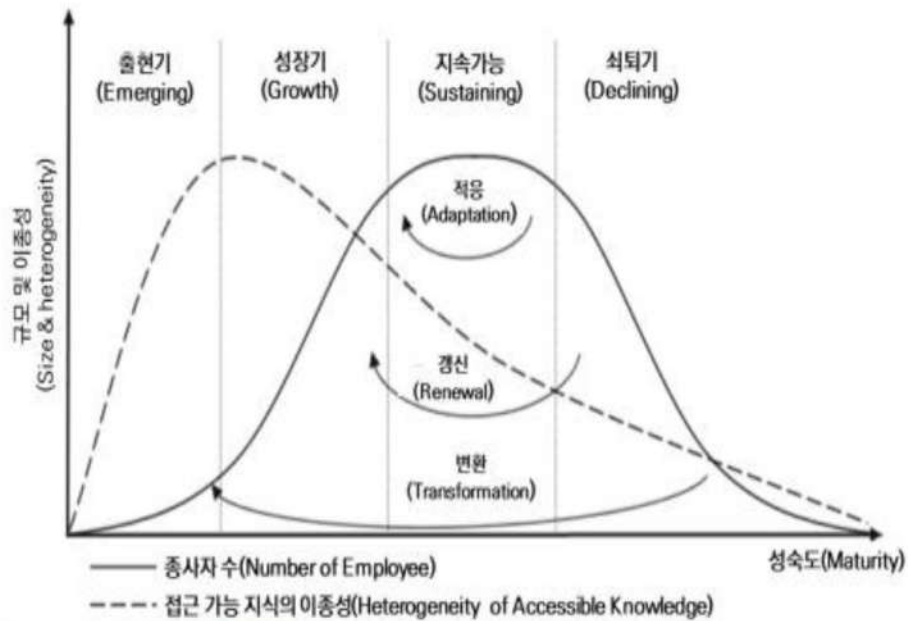 출현기
(Emerging)
성장기
(Growth)
지속가능
(Sustaining)
쇠퇴기
(Declining)
규모 및 이종성
(Size & heterogeneity)
적응
(Adaptation)
갱신
(Renewal)
변환
(Transformation)
성숙도(Maturity)
종사자 수(Number of Employee)
접근 가능 지식의 이종성(Heterogeneity of Accessible Knowledge)